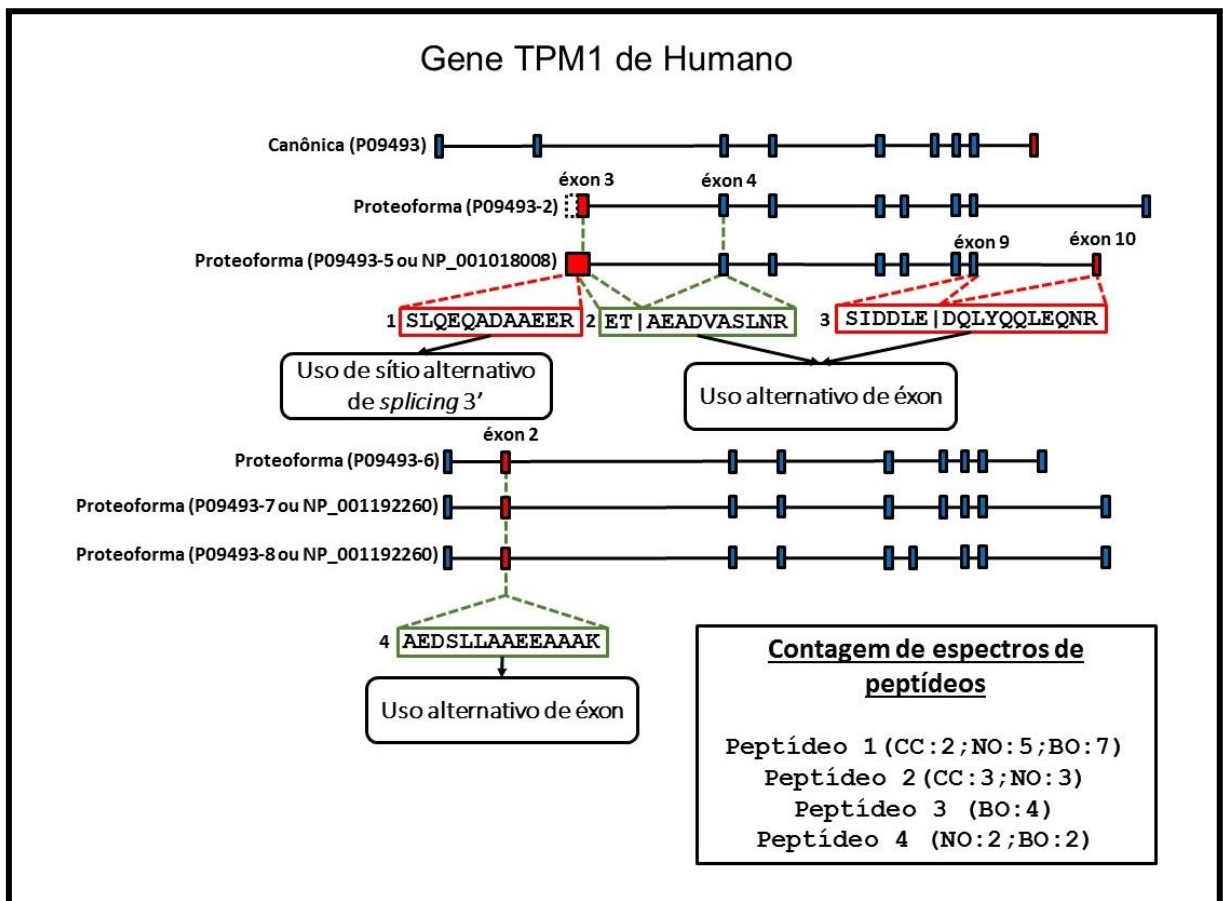 Gene TPM1 de Humano
Canônica (P09493)
éxon 3
éxon 4
Proteoforma (P09493-2)
éxon 9
éxon 10
Proteoforma (P09493-5 ou NP_001018008)
1 SLQEQADAAEER
2 ET|AEADVASLNR
3 SIDDLE|DQLYQQLEQNR
Uso de sítio alternativo
de splicing 3’
Uso alternativo de éxon
éxon 2
Proteoforma (P09493-6)
Proteoforma (P09493-7 ou NP_001192260)
Proteoforma (P09493-8 ou NP_001192260)
4 AEDSLLAAEEAAAK
Uso alternativo de éxon
Contagem de espectros de
peptídeos
Peptídeo 1(CC:2;NO:5;BO:7)
Peptídeo 2(CC:3;NO:3)
Peptídeo 3 (BO:4)
Peptídeo 4 (NO:2;BO:2)